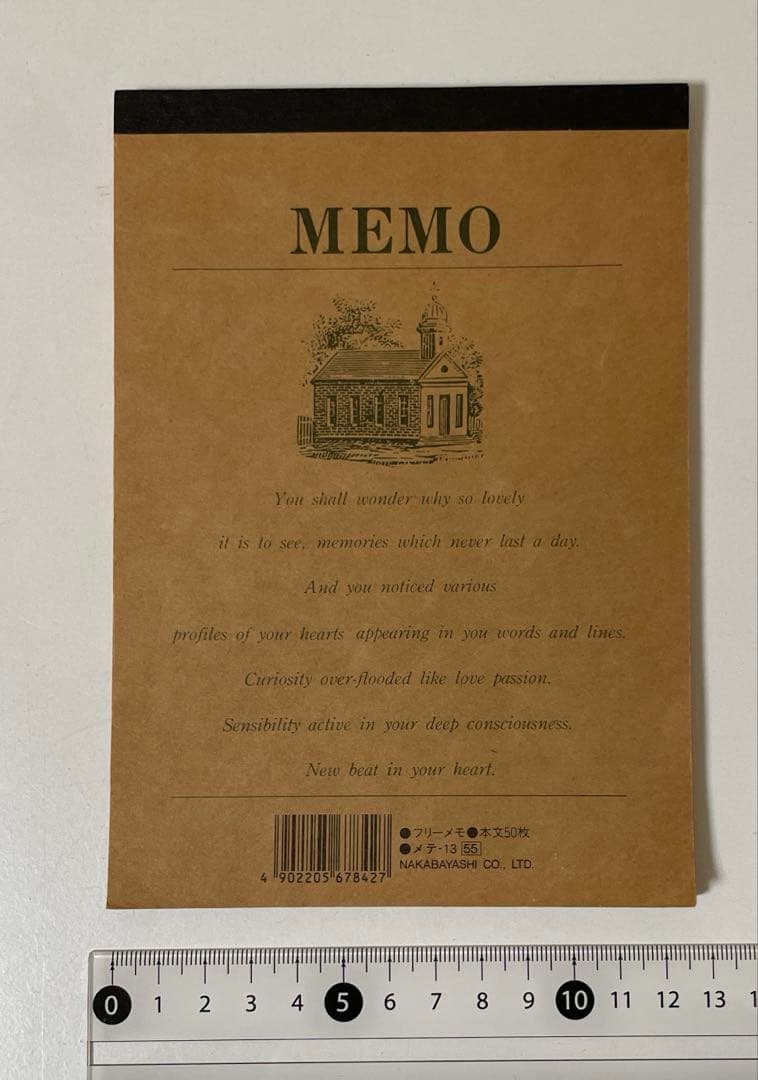 MEMO
You shall wonder why so lovely
it is to see, memories which never last a day.
And you noticed various
profiles of your hearts appearing in you words and lines.
Curiosity over-flooded like love passion.
Sensibility active in your deep consciousness.
New beat in your heart.
●フリーメモ●本文50枚
●メテ-13 55
NAKABAYASHI CO., LTD.
4 902205 678427
0 1 2 3 4 5 6 7 8 9 10 11 12 13 1